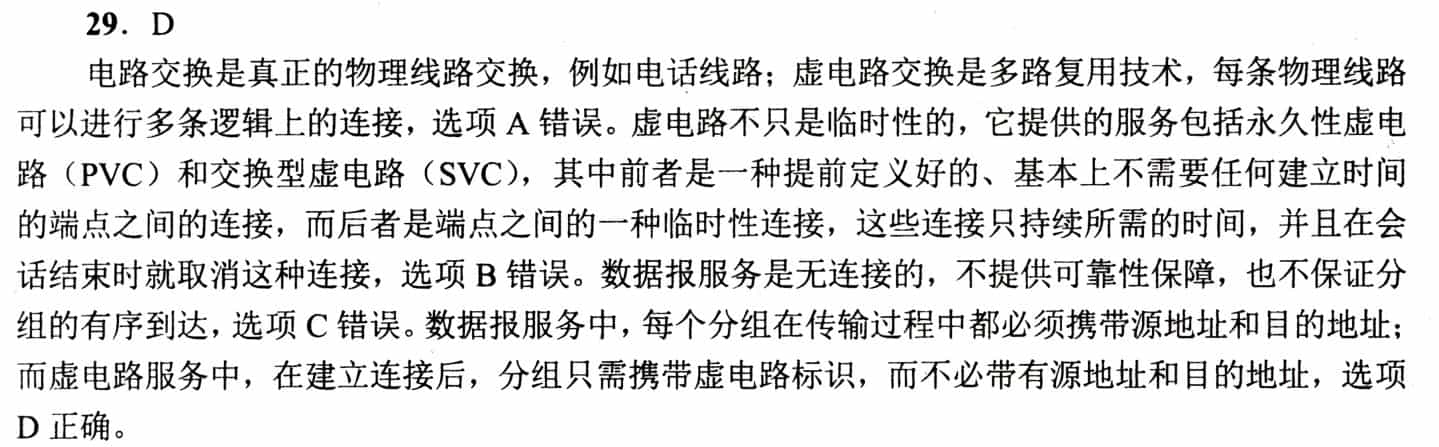 29. D
电路交换是真正的物理线路交换，例如电话线路；虚电路交换是多路复用技术，每条物理线路
可以进行多条逻辑上的连接，选项 A 错误。虚电路不只是临时性的，它提供的服务包括永久性虚电
路（PVC）和交换型虚电路（SVC），其中前者是一种提前定义好的、基本上不需要任何建立时间
的端点之间的连接，而后者是端点之间的一种临时性连接，这些连接只持续所需的时间，并且在会
话结束时就取消这种连接，选项 B 错误。数据报服务是无连接的，不提供可靠性保障，也不保证分
组的有序到达，选项 C 错误。数据报服务中，每个分组在传输过程中都必须携带源地址和目的地址；
而虚电路服务中，在建立连接后，分组只需携带虚电路标识，而不必带有源地址和目的地址，选项
D 正确。